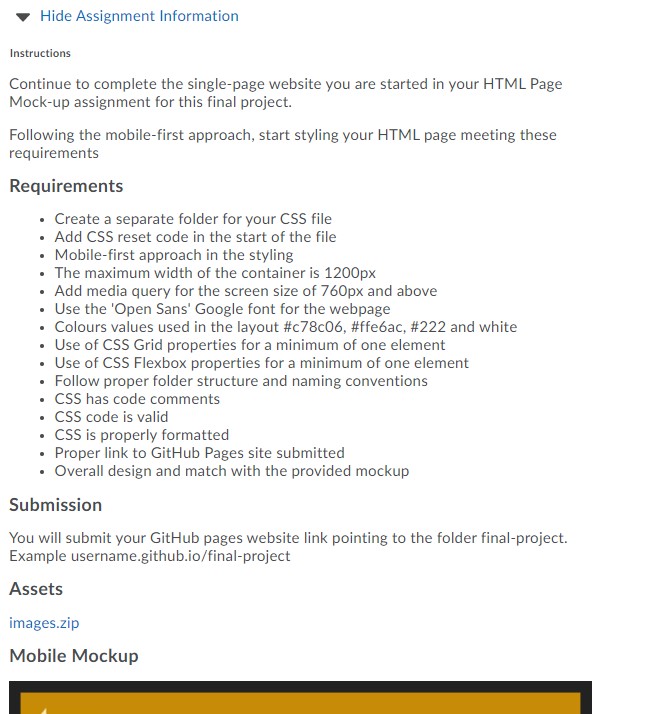 Hide Assignment Information
Instructions
Continue to complete the single-page website you are started in your HTML Page
Mock-up assignment for this final project.
Following the mobile-first approach, start styling your HTML page meeting these
requirements
Requirements
• Create a separate folder for your CSS file
• Add CSS reset code in the start of the file
• Mobile-first approach in the styling
• The maximum width of the container is 1200px
• Add media query for the screen size of 760px and above
• Use the 'Open Sans' Google font for the webpage
• Colours values used in the layout #c78c06, #ffe6ac, #222 and white
• Use of CSS Grid properties for a minimum of one element
• Use of CSS Flexbox properties for a minimum of one element
• Follow proper folder structure and naming conventions
• CSS has code comments
• CSS code is valid
• CSS is properly formatted
• Proper link to GitHub Pages site submitted
• Overall design and match with the provided mockup
Submission
You will submit your GitHub pages website link pointing to the folder final-project.
Example username.github.io/final-project
Assets
images.zip
Mobile Mockup